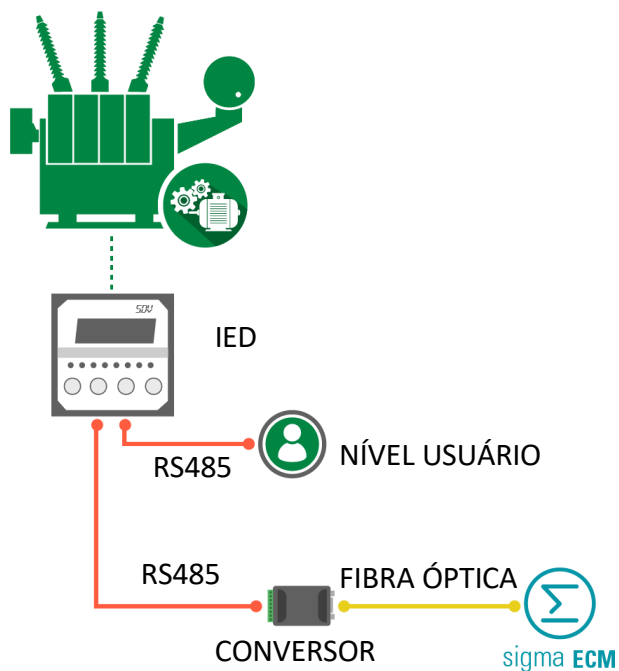 SDV
IED
RS485
NÍVEL USUÁRIO
RS485
FIBRA ÓPTICA
CONVERSOR
sigma ECM